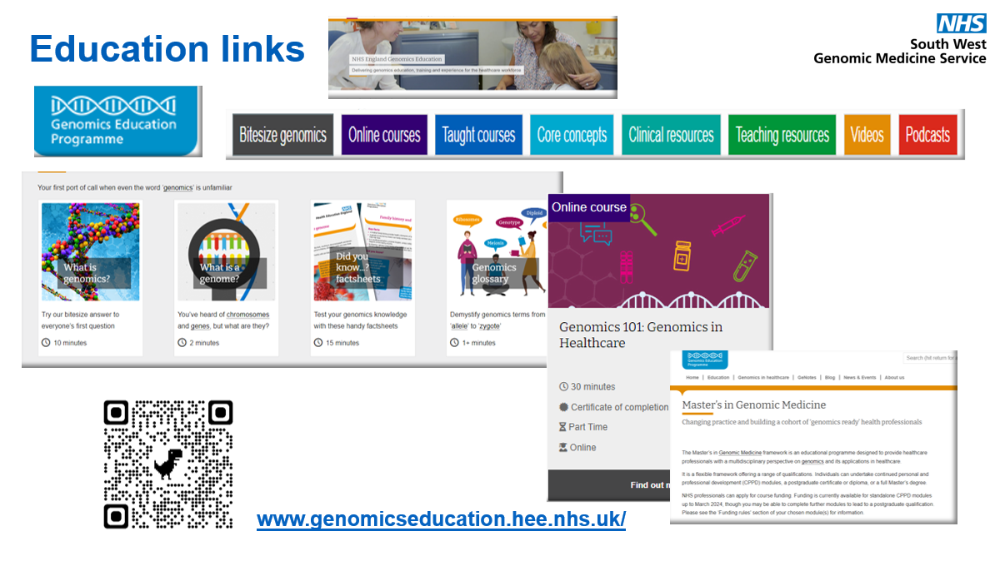 Education links
NHS England Genomics Education
Delivering genomics education, training and experience for the healthcare workforce
NHS
South West
Genomic Medicine Service
Genomics Education
Programme
Bitesize genomics
Online courses
Taught courses
Core concepts
Clinical resources
Teaching resources
Videos
Podcasts
Your first port of call when even the word 'genomics' is unfamiliar
What is
genomics?
Try our bitesize answer to
everyone's first question
10 minutes
What is a
genome?
You've heard of chromosomes
and genes, but what are they?
2 minutes
NHS
Health Education England
genome
Family history and
Did you
know...?
factsheets
Test your genomics knowledge
with these handy factsheets
15 minutes
Ribosomes
Genotype
Diploid
Meiosis
Genomics
glossary
Demystify genomics terms from
'allele' to 'zygote'
1+ minutes
Online course
Genomics 101: Genomics in
Healthcare
30 minutes
Certificate of completion
Part Time
Online
Find out
Genomics Education
Programme
Search (hit return for
Home | Education | Genomics in healthcare | GeNotes | Blog | News & Events | About us
Master's in Genomic Medicine
Changing practice and building a cohort of 'genomics ready' health professionals
The Master's in Genomic Medicine framework is an educational programme designed to provide healthcare
professionals with a multidisciplinary perspective on genomics and its applications in healthcare.
It is a flexible framework offering a range of qualifications. Individuals can undertake continued personal and
professional development (CPPD) modules, a postgraduate certificate or diploma, or a full Master's degree.
NHS professionals can apply for course funding. Funding is currently available for standalone CPPD modules
up to March 2024, though you may be able to complete further modules to lead to a postgraduate qualification.
Please see the 'Funding rules' section of your chosen module(s) for information.
www.genomicseducation.hee.nhs.uk/